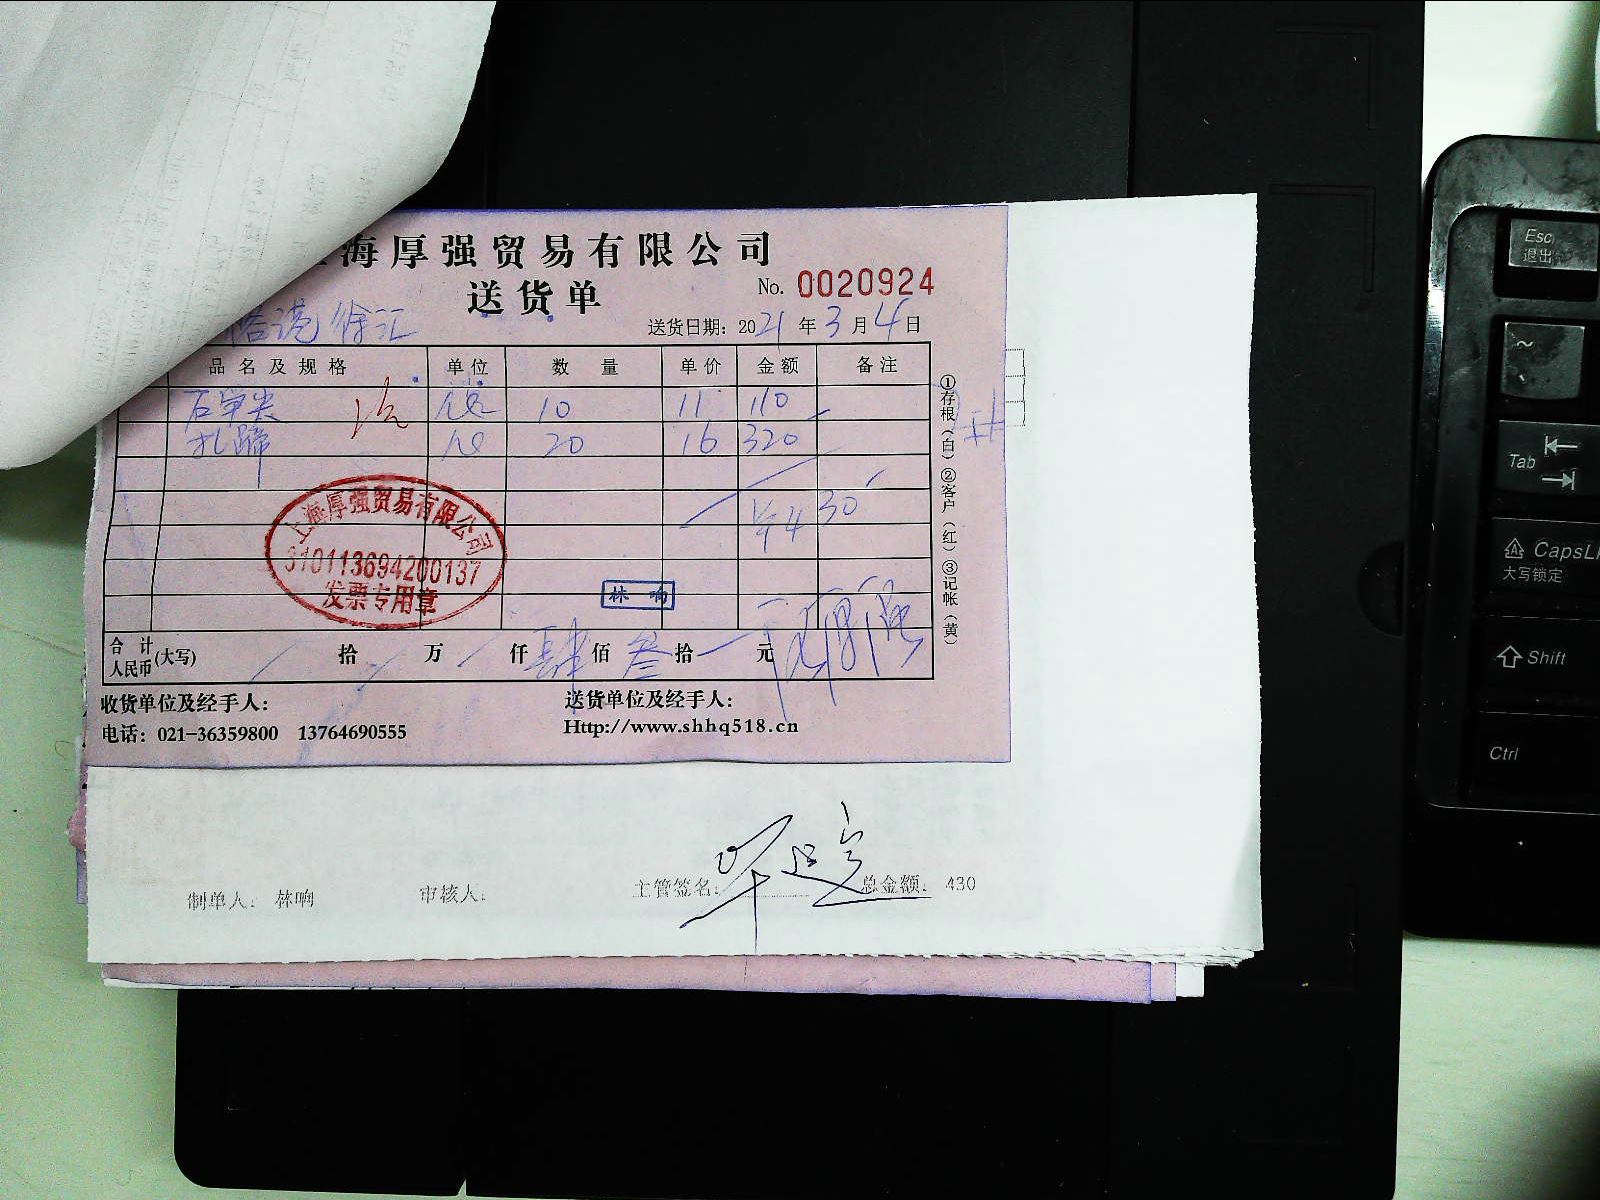 海厚强贸易有限公司
送货单
No. 0020924
徐汇
送货日期：2021年3月4日
品名及规格 单位 数量 单价 金额 备注
10 11 110
扎蹄 20 16 320
430
上海厚强贸易有限公司
310113694200137
发票专用章
林响
合计人民币(大写) 拾 万 仟 肆 佰 叁 拾 元
①存根（白）②客户（红）③记帐（黄）
收货单位及经手人： 送货单位及经手人：
电话：021-36359800 13764690555 Http://www.shhq518.cn
制单人： 林响 审核人： 主管签名： 总金额： 430
Esc
退出
~
Tab
CapsL
大写锁定
Shift
Ctrl